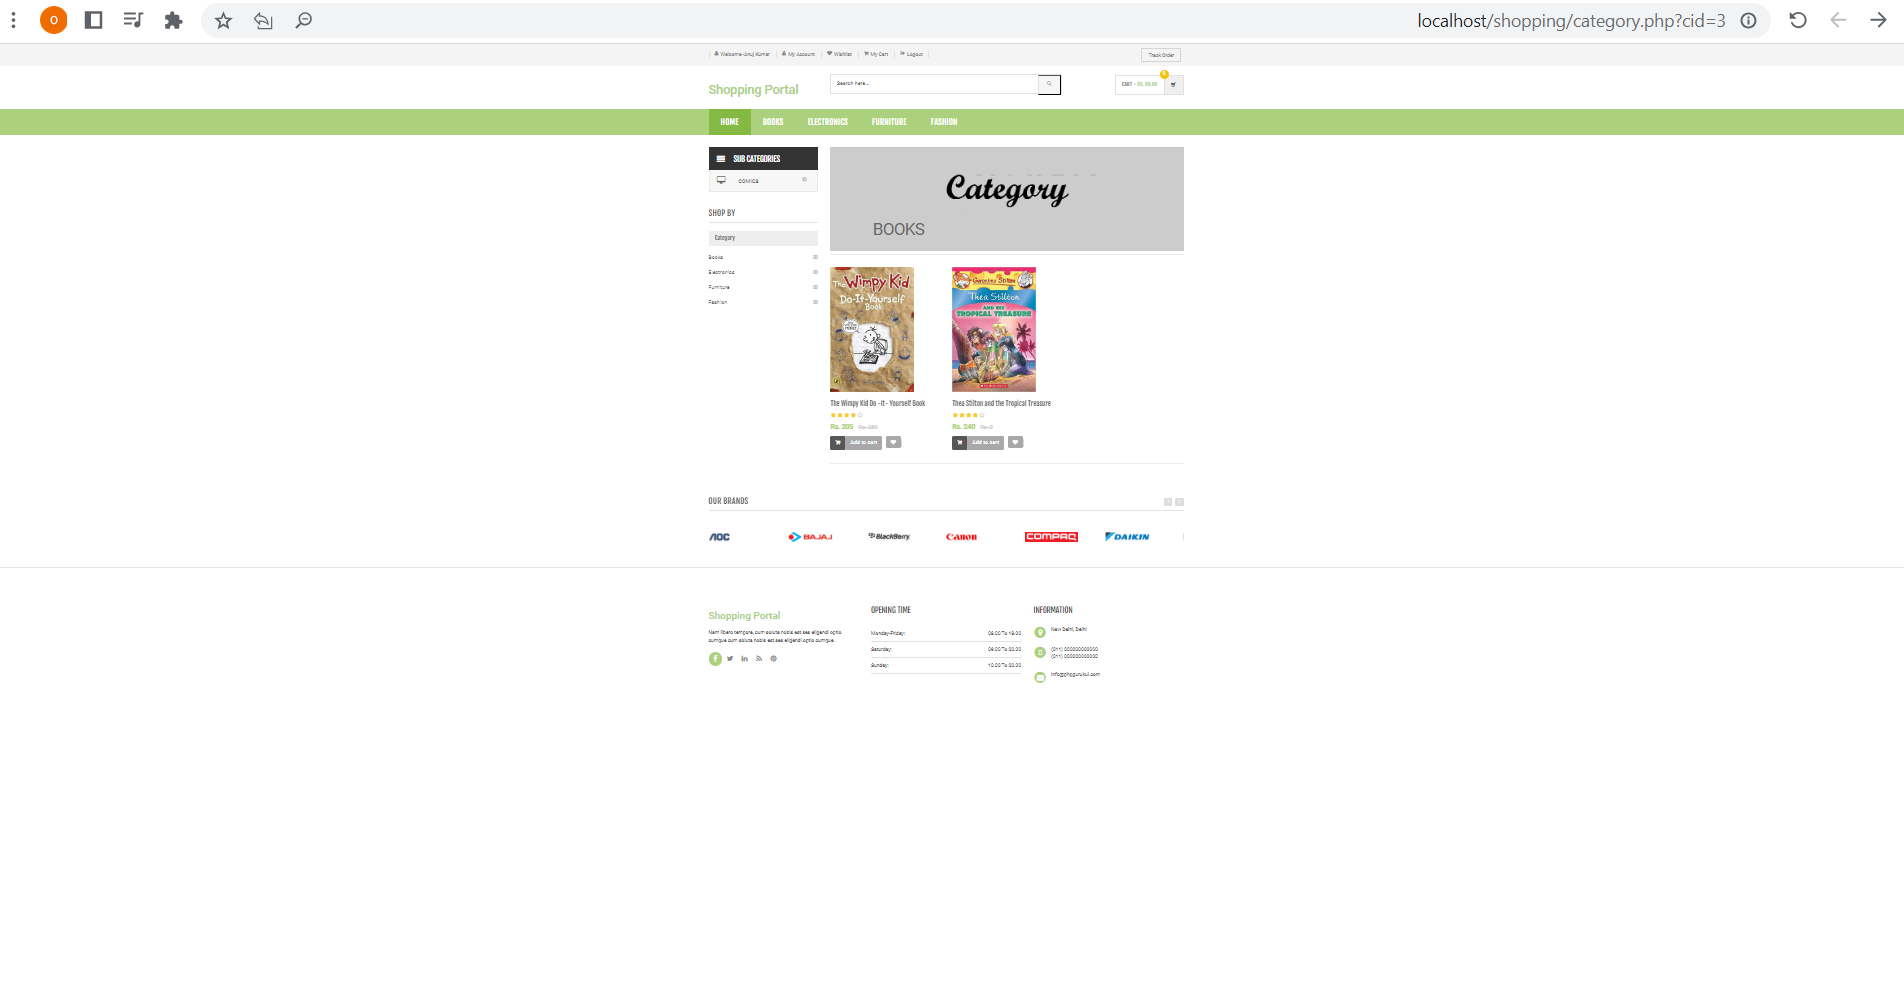 O
localhost/shopping/category.php?cid=3
Welcome -Anuj Kumar My Account Wishlist My Cart Logout
Track Order
Shopping Portal
Search here...
CART - RS. 00.00
0
HOME BOOKS ELECTRONICS FURNITURE FASHION
SUB CATEGORIES
COMICS
SHOP BY
Category
Books
Electronics
Furniture
Fashion
Category
BOOKS
The Wimpy Kid
Do-It-Yourself
Book
Geronimo Stilton
Thea Stilton
AND THE
TROPICAL TREASURE
SCHOLASTIC
The Wimpy Kid Do -It- Yourself Book
Rs. 205
Add to cart
Thea Stilton and the Tropical Treasure
Rs. 240 Rs. 0
Add to cart
OUR BRANDS
AOC BAJAJ BlackBerry. Canon COMPAQ DAIKIN
Shopping Portal
Nam libero tempore, cum soluta nobis est ses eligendi optio
cumque cum soluta nobis est ses eligendi optio cumque.
OPENING TIME
Monday-Friday: 08.00 To 18.00
Saturday: 09.00 To 20.00
Sunday: 10.00 To 20.00
INFORMATION
New Delhi, Delhi
info@phpgurukul.com